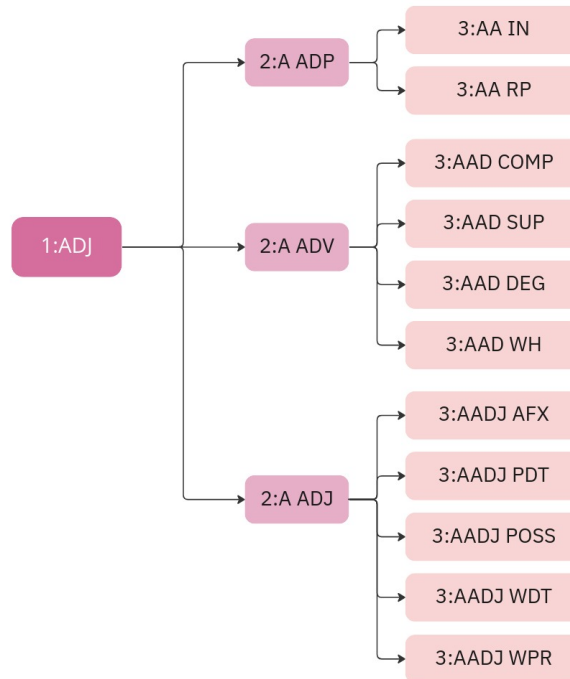 1:ADJ
2:A ADP
3:AA IN
3:AA RP
2:A ADV
3:AAD COMP
3:AAD SUP
3:AAD DEG
3:AAD WH
2:A ADJ
3:AADJ AFX
3:AADJ PDT
3:AADJ POSS
3:AADJ WDT
3:AADJ WPR